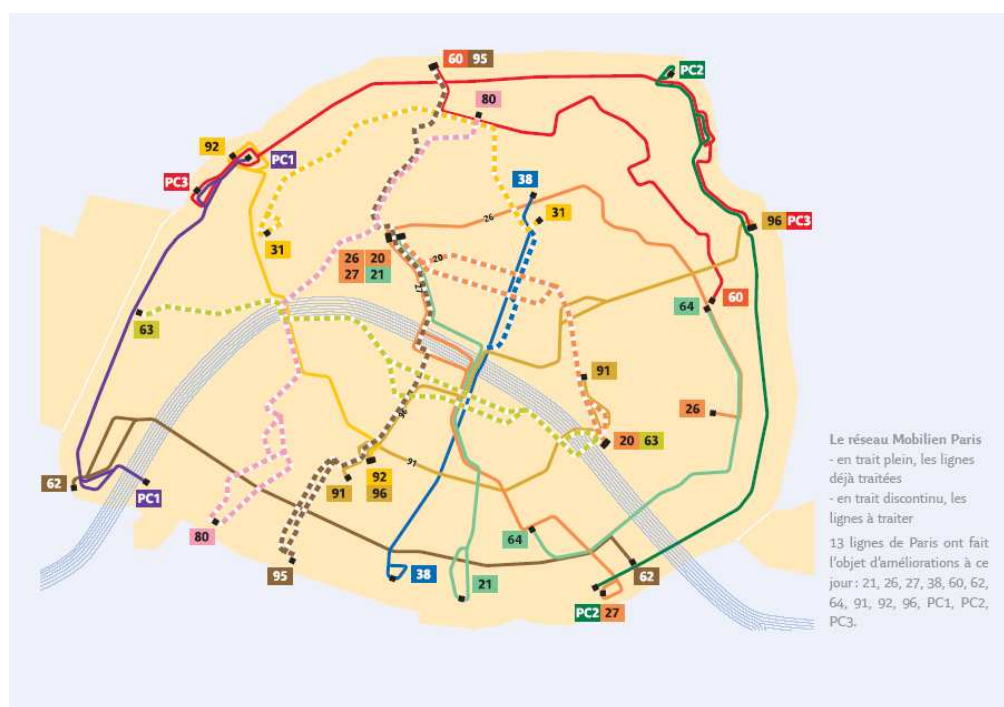 60 95
PC2
80
92
PC1
PC3
38
31
96 PC3
26
31
20
26 20
27 21
27
60
64
63
91
26
96
20 63
91
92
91
96
62
PC1
80
64
95
38
21
62
PC2 27
Le réseau Mobilien Paris
- en trait plein, les lignes
déjà traitées
- en trait discontinu, les
lignes à traiter
13 lignes de Paris ont fait
l'objet d'améliorations à ce
jour : 21, 26, 27, 38, 60, 62,
64, 91, 92, 96, PC1, PC2,
PC3.